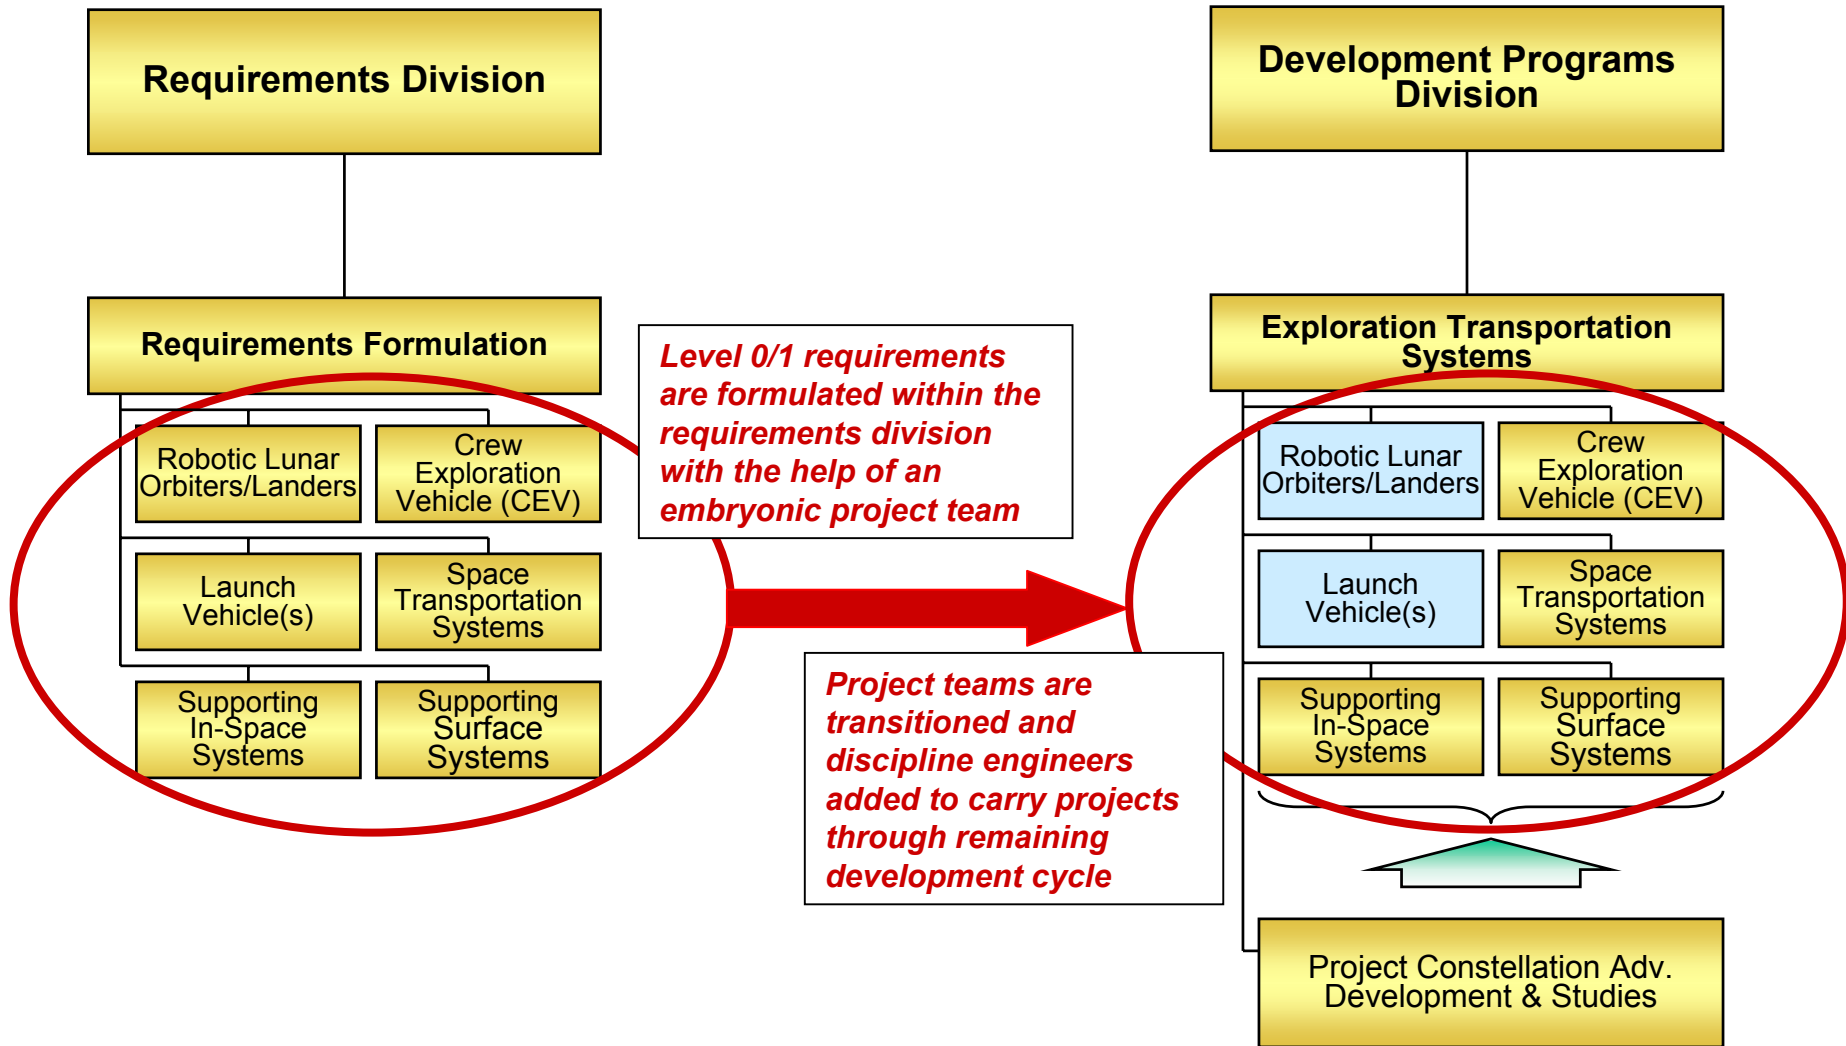 Requirements Division
Requirements Formulation
Robotic Lunar
Orbiters/Landers
Crew
Exploration
Vehicle (CEV)
Launch
Vehicle(s)
Space
Transportation
Systems
Supporting
In-Space
Systems
Supporting
Surface
Systems
Level 0/1 requirements
are formulated within the
requirements division
with the help of an
embryonic project team
Project teams are
transitioned and
discipline engineers
added to carry projects
through remaining
development cycle
Development Programs
Division
Exploration Transportation
Systems
Robotic Lunar
Orbiters/Landers
Crew
Exploration
Vehicle (CEV)
Launch
Vehicle(s)
Space
Transportation
Systems
Supporting
In-Space
Systems
Supporting
Surface
Systems
Project Constellation Adv.
Development & Studies